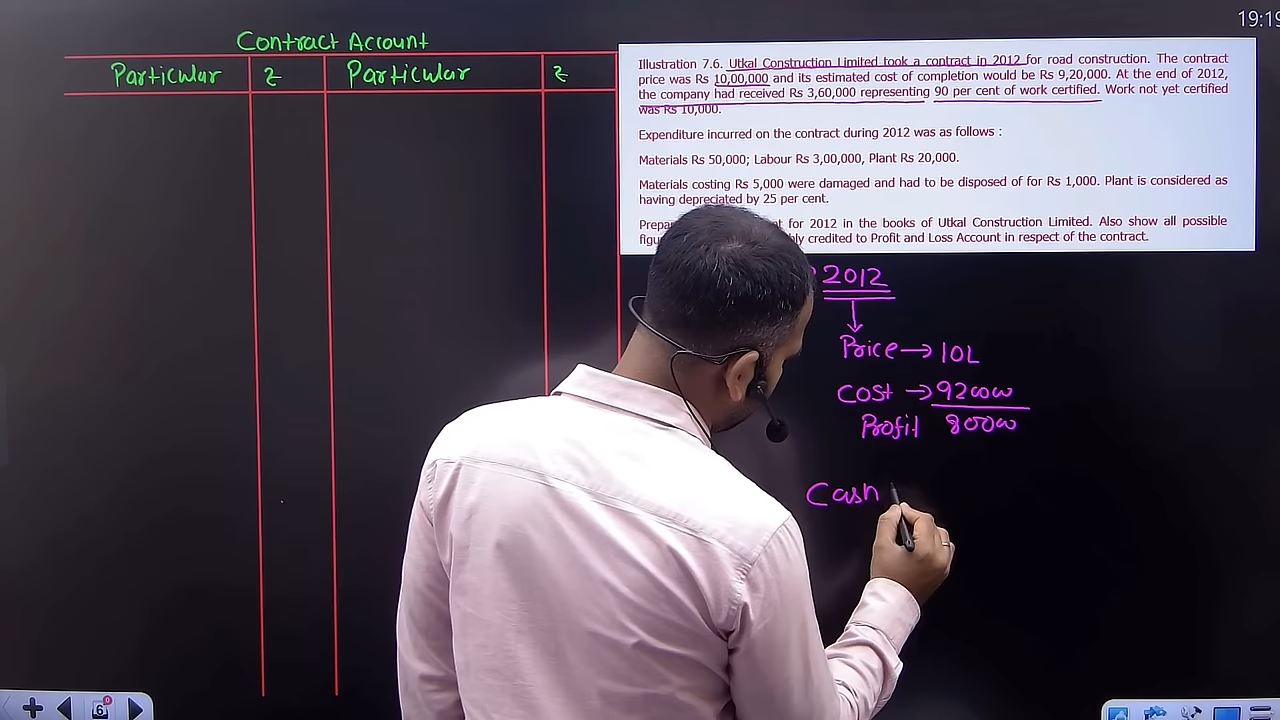 19:19
Contract Account
Particular ₹ Particular ₹
Illustration 7.6. Utkal Construction Limited took a contract in 2012 for road construction. The contract
price was Rs 10,00,000 and its estimated cost of completion would be Rs 9,20,000. At the end of 2012,
the company had received Rs 3,60,000 representing 90 per cent of work certified. Work not yet certified
was Rs 10,000.
Expenditure incurred on the contract during 2012 was as follows :
Materials Rs 50,000; Labour Rs 3,00,000, Plant Rs 20,000.
Materials costing Rs 5,000 were damaged and had to be disposed of for Rs 1,000. Plant is considered as
having depreciated by 25 per cent.
for 2012 in the books of Utkal Construction Limited. Also show all possible
credited to Profit and Loss Account in respect of the contract.
2012
Price → 10L
Cost → 920000
Profit 80000
Cash